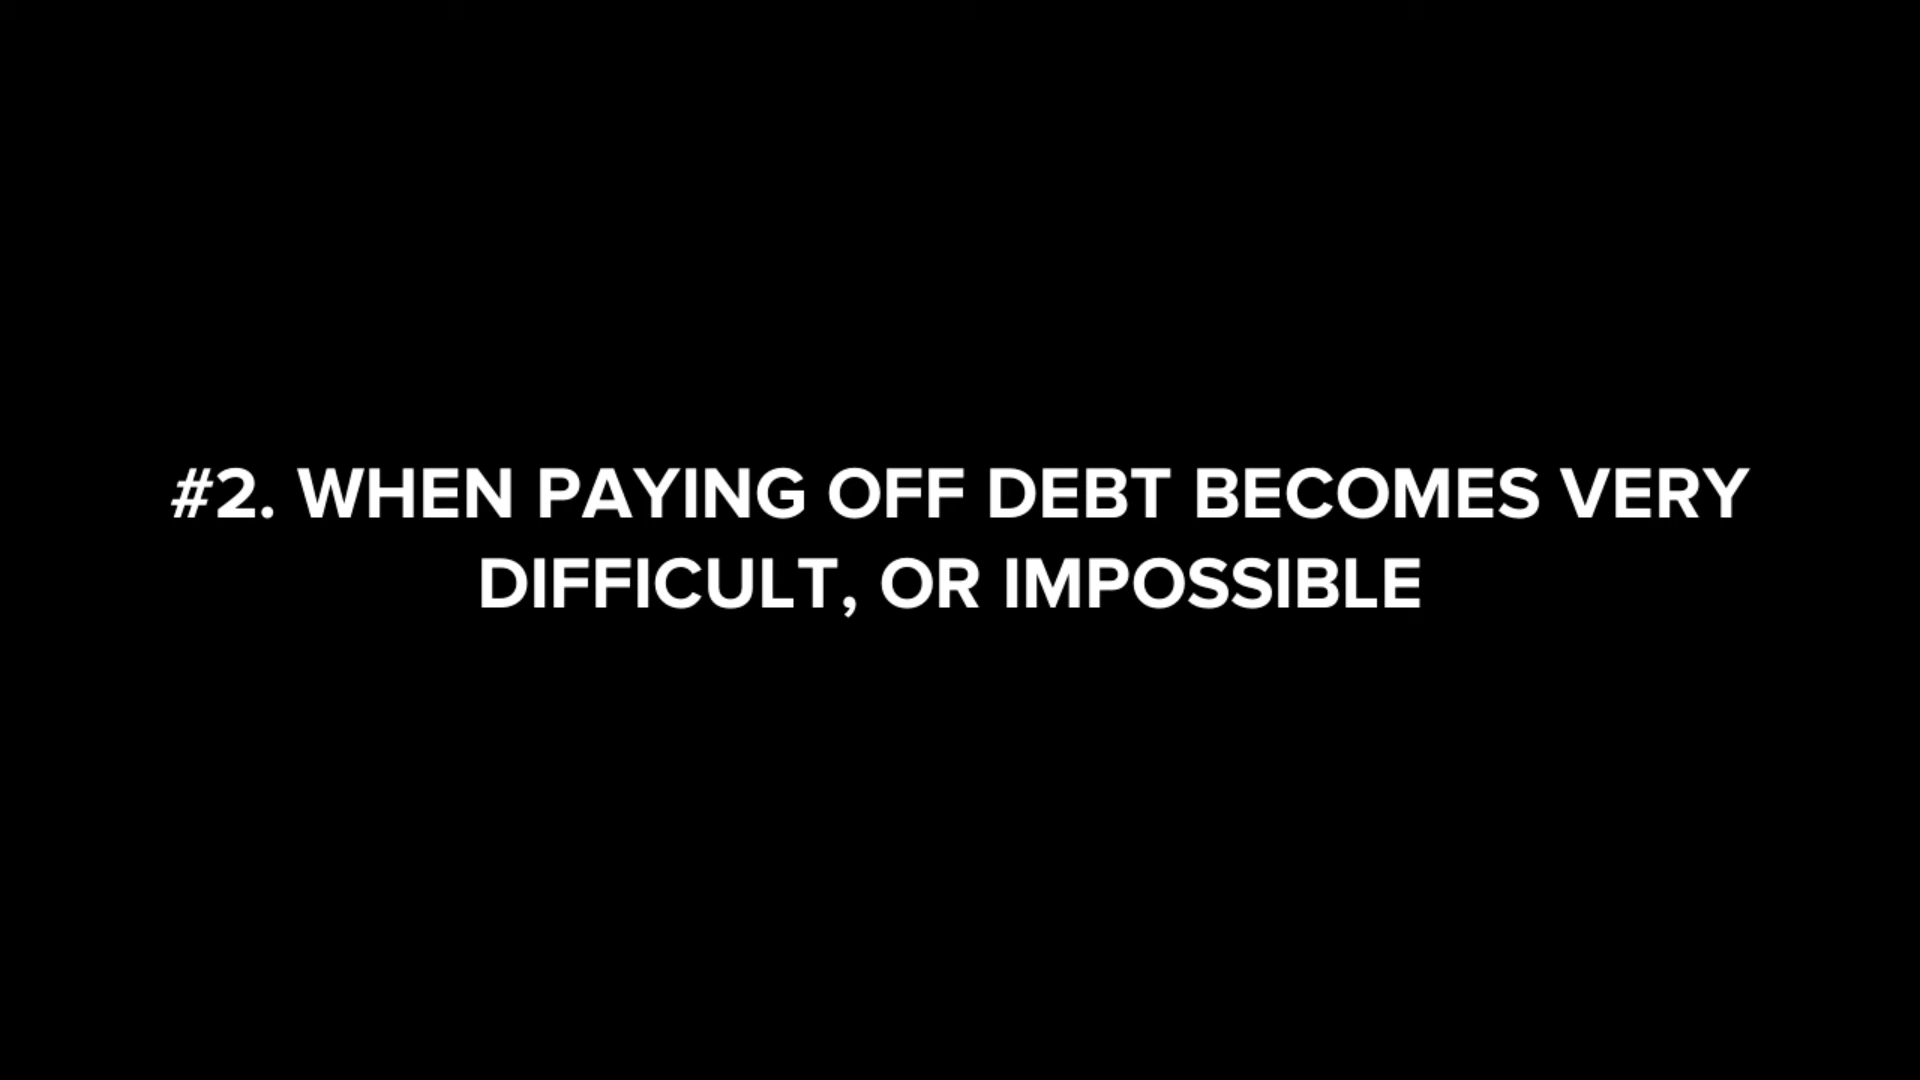 #2. WHEN PAYING OFF DEBT BECOMES VERY
DIFFICULT, OR IMPOSSIBLE